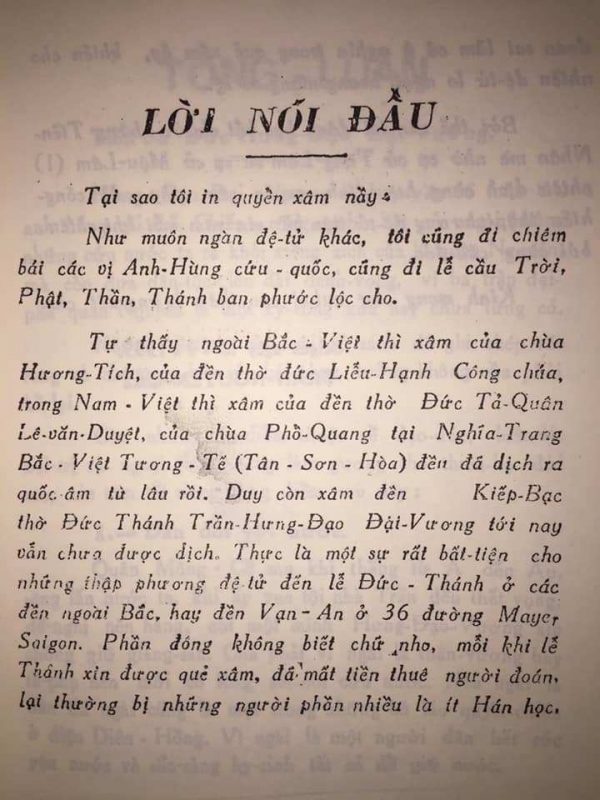 LỜI NÓI ĐẦU
Tại sao tôi in quyển xâm nầy.
Như muôn ngàn đệ-tử khác, tôi cũng đi chiêm
bái các vị Anh-Hùng cứu-quốc, cũng đi lễ cầu Trời,
Phật, Thần, Thánh ban phước lộc cho.
Tự thấy ngoài Bắc-Việt thì xâm của chùa
Hương-Tích, của đền thờ đức Liễu-Hạnh Công chúa,
trong Nam-Việt thì xâm của đền thờ Đức Tả-Quân
Lê-văn-Duyệt, của chùa Phổ-Quang tại Nghĩa-Trang
Bắc-Việt Tương-Tế (Tân-Sơn-Hòa) đều đã dịch ra
quốc-âm từ lâu rồi. Duy còn xâm đền Kiếp-Bạc
thờ Đức Thánh Trần-Hưng-Đạo Đại-Vương tới nay
vẫn chưa được dịch. Thực là một sự rất bất-tiện cho
những thập phương đệ-tử đến lễ Đức-Thánh ở các
đền ngoài Bắc, hay đền Vạn-An ở 36 đường Mayer
Saigon. Phần đông không biết chữ nho, mỗi khi lễ
Thánh xin được quẻ xâm, đã mất tiền thuê người đoán,
lại thường bị những người phần nhiều là ít Hán học,